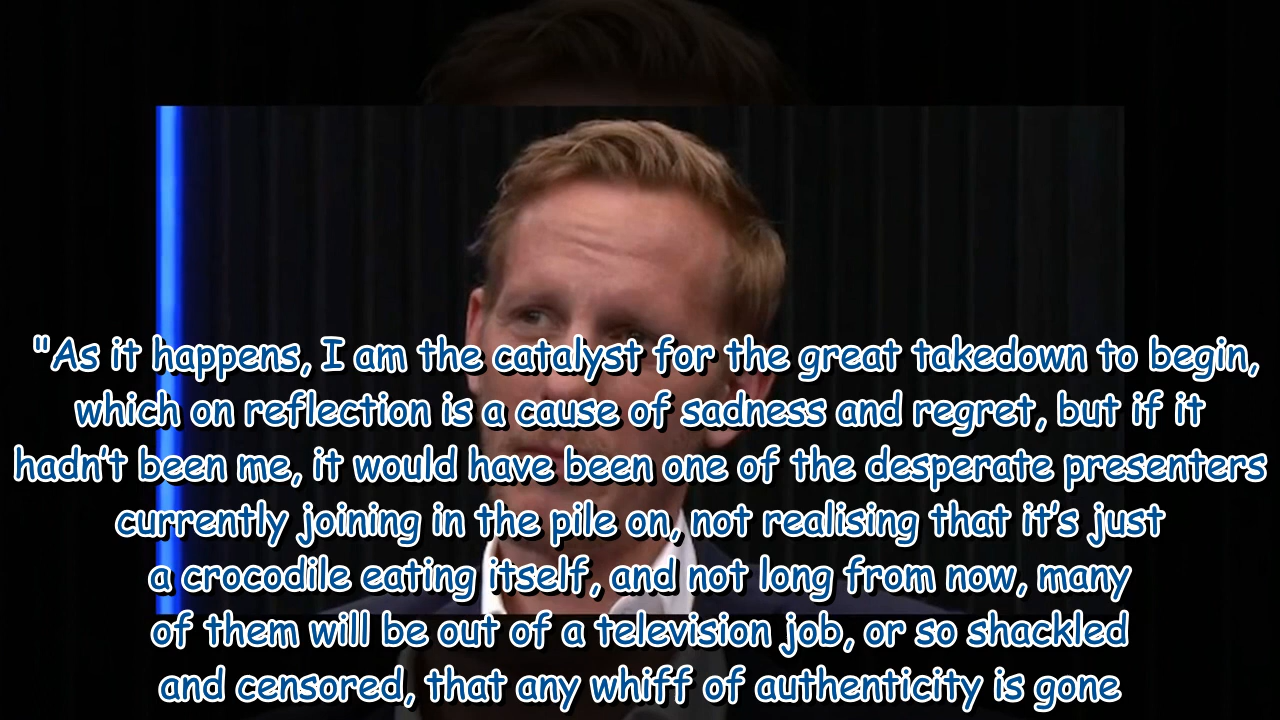 "As it happens, I am the catalyst for the great takedown to begin,
which on reflection is a cause of sadness and regret, but if it
hadn't been me, it would have been one of the desperate presenters
currently joining in the pile on, not realising that it's just
a crocodile eating itself, and not long from now, many
of them will be out of a television job, or so shackled
and censored, that any whiff of authenticity is gone